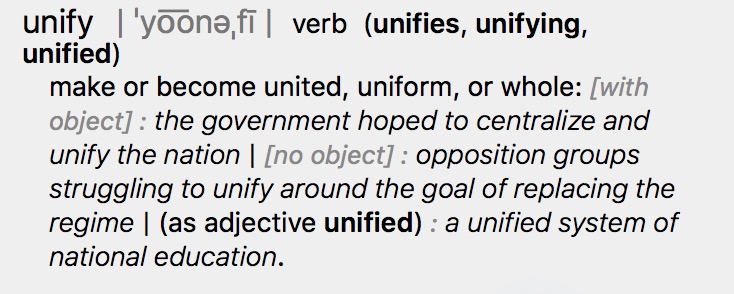 unify | ˈyo͞onəˌfī | verb (unifies, unifying,
unified)
make or become united, uniform, or whole: [with
object] : the government hoped to centralize and
unify the nation | [no object] : opposition groups
struggling to unify around the goal of replacing the
regime | (as adjective unified) : a unified system of
national education.